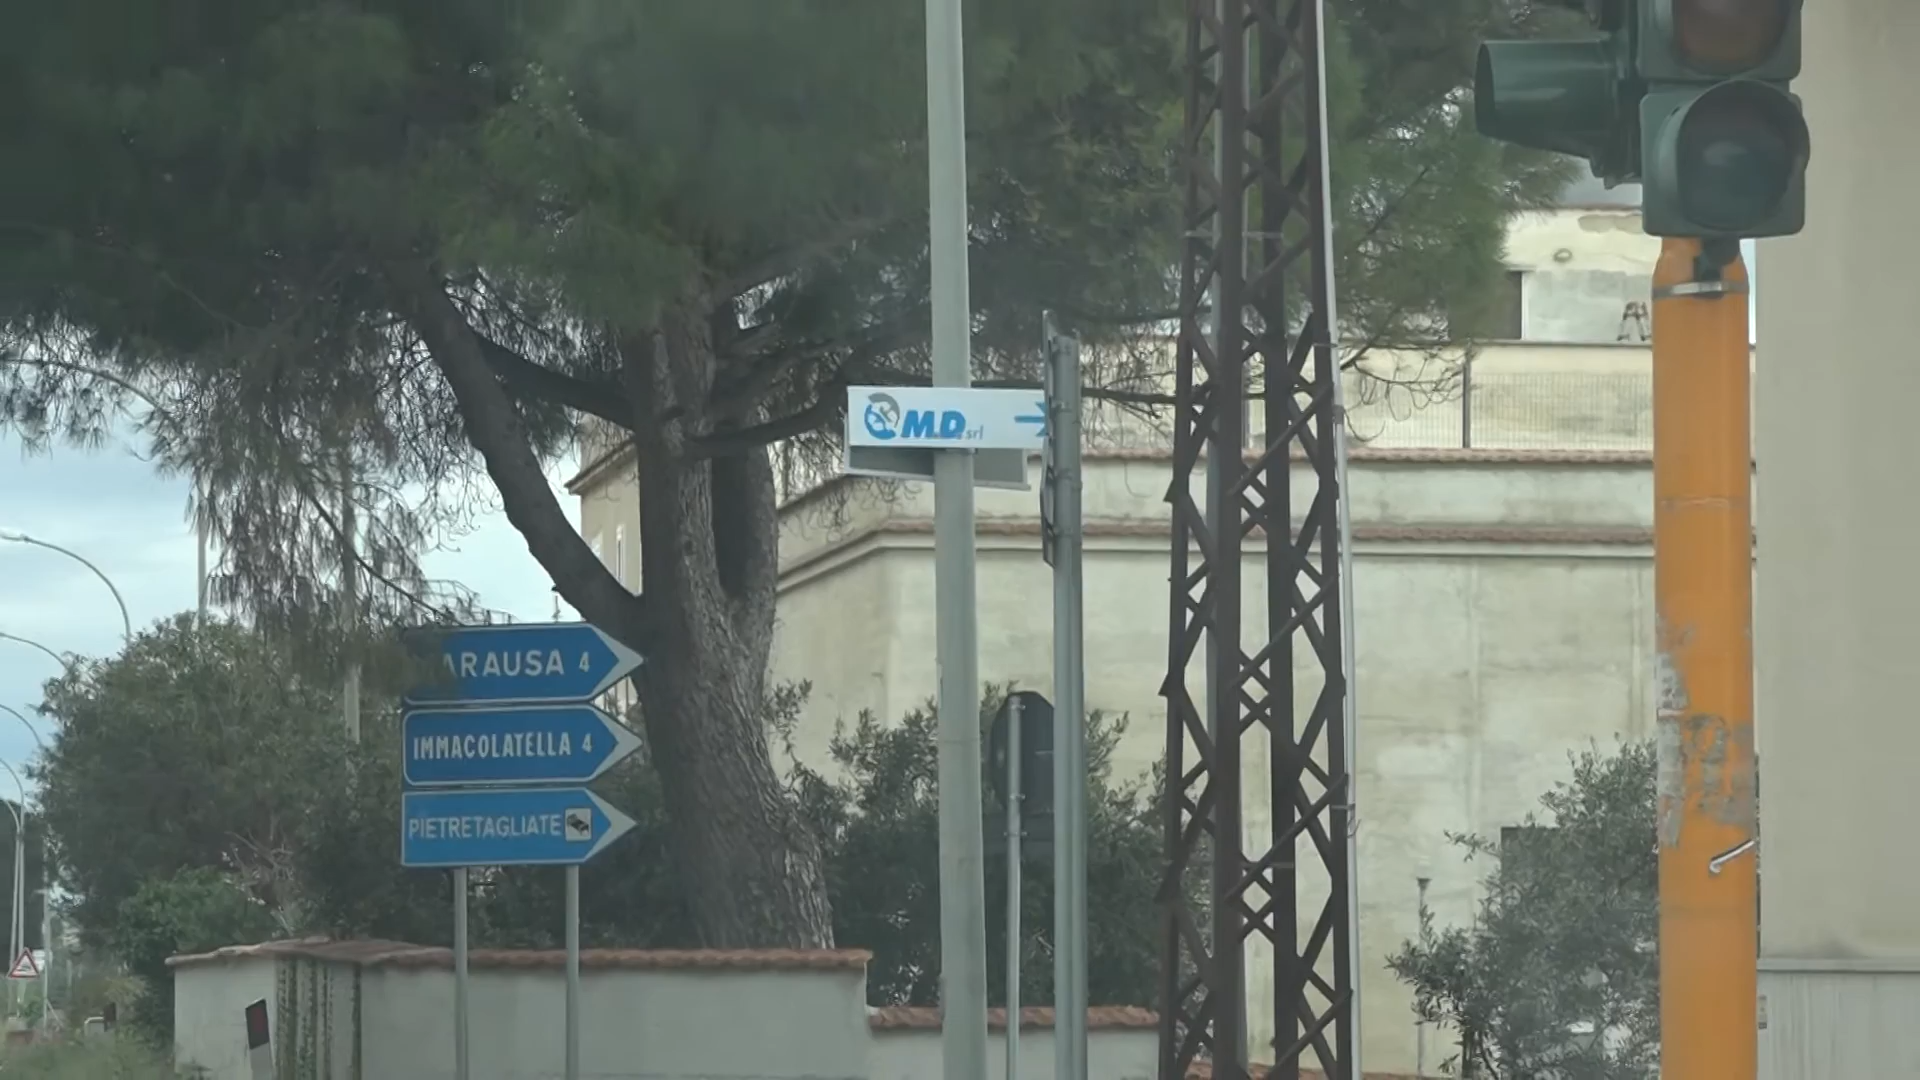 M.D. srl
ARAUSA 4
IMMACOLATELLA 4
PIETRETAGLIATE